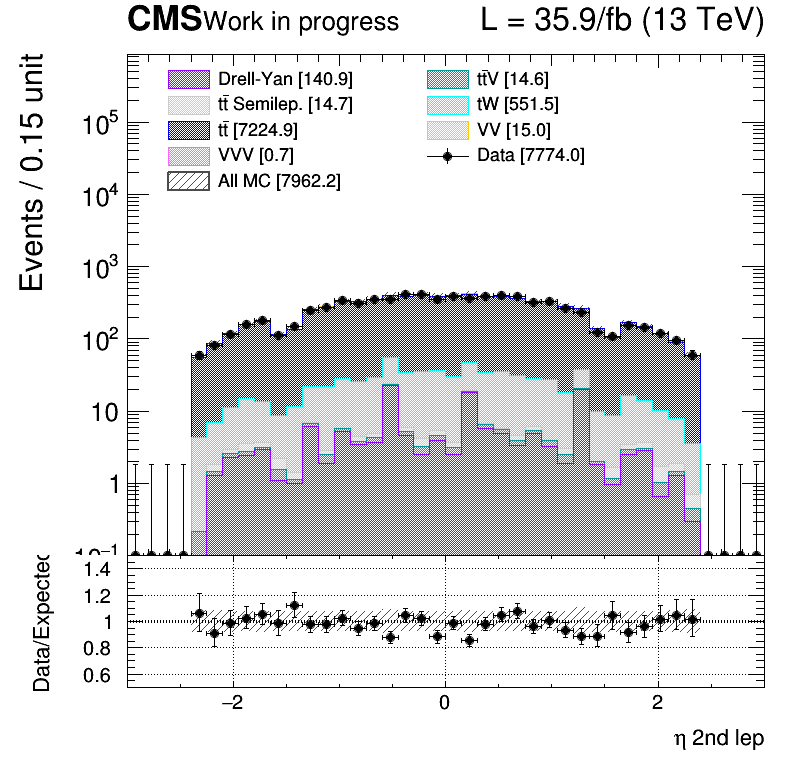 CMS Work in progress L = 35.9/fb (13 TeV)
Drell-Yan [140.9] tt̄V [14.6]
tt̄ Semilep. [14.7] tW [551.5]
tt̄ [7224.9] VV [15.0]
VVV [0.7] Data [7774.0]
All MC [7962.2]
Events / 0.15 unit
10⁵
10⁴
10³
10²
10
1
10⁻¹
Data/Expected
1.4
1.2
1
0.8
0.6
−2 0 2
η 2nd lep